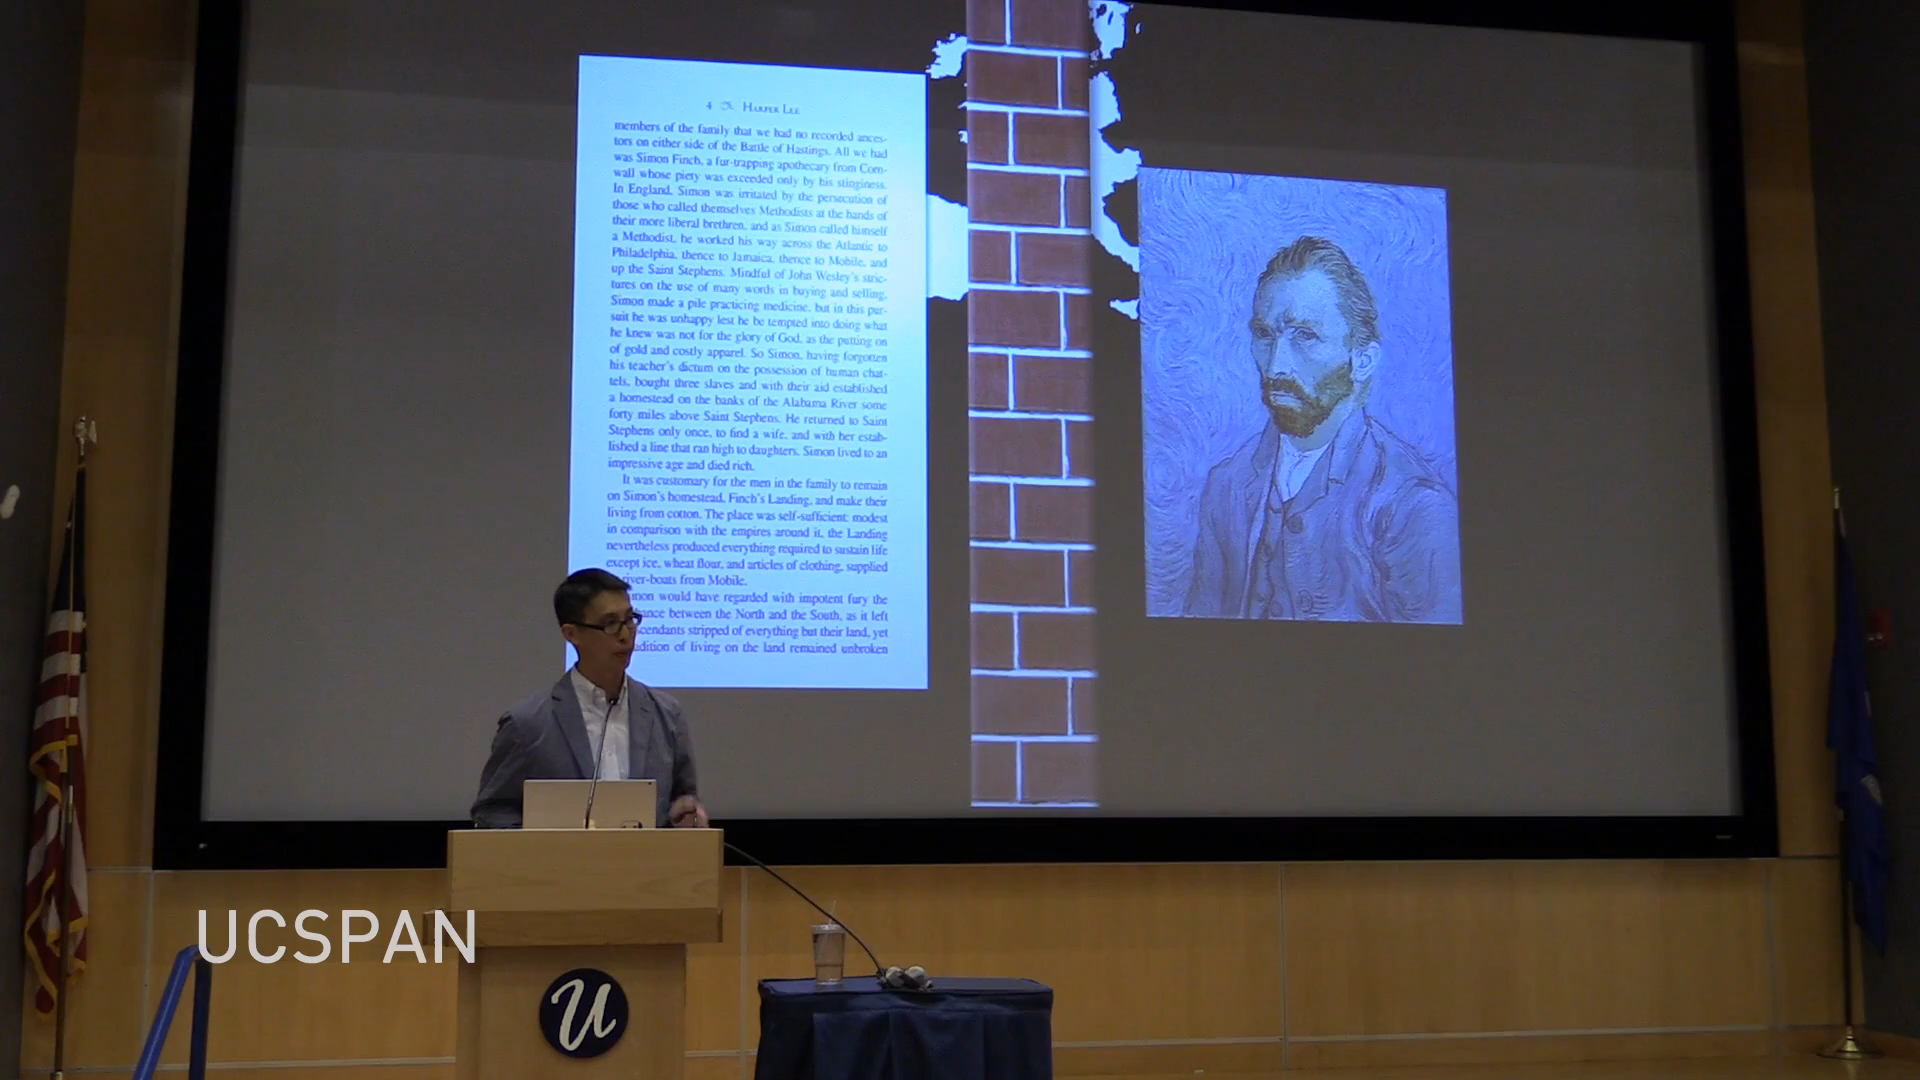 4 HARPER LEE
members of the family that we had no recorded ances-
tors on either side of the Battle of Hastings. All we had
was Simon Finch, a fur-trapping apothecary from Corn-
wall whose piety was exceeded only by his stinginess.
In England, Simon was irritated by the persecution of
those who called themselves Methodists at the hands of
their more liberal brethren, and as Simon called himself
a Methodist, he worked his way across the Atlantic to
Philadelphia, thence to Jamaica, thence to Mobile, and
up the Saint Stephens. Mindful of John Wesley's stric-
tures on the use of many words in buying and selling,
Simon made a pile practicing medicine, but in this pur-
suit he was unhappy lest he be tempted into doing what
he knew was not for the glory of God, as the putting on
of gold and costly apparel. So Simon, having forgotten
his teacher's dictum on the possession of human chat-
tels, bought three slaves and with their aid established
a homestead on the banks of the Alabama River some
forty miles above Saint Stephens. He returned to Saint
Stephens only once, to find a wife, and with her estab-
lished a line that ran high to daughters. Simon lived to an
impressive age and died rich.
It was customary for the men in the family to remain
on Simon's homestead, Finch's Landing, and make their
living from cotton. The place was self-sufficient: modest
in comparison with the empires around it, the Landing
nevertheless produced everything required to sustain life
except ice, wheat flour, and articles of clothing, supplied
river-boats from Mobile.
would have regarded with impotent fury the
between the North and the South, as it left
stripped of everything but their land, yet
of living on the land remained unbroken
UCSPAN
U